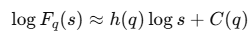 log F_q(s) ≈ h(q) log s + C(q)